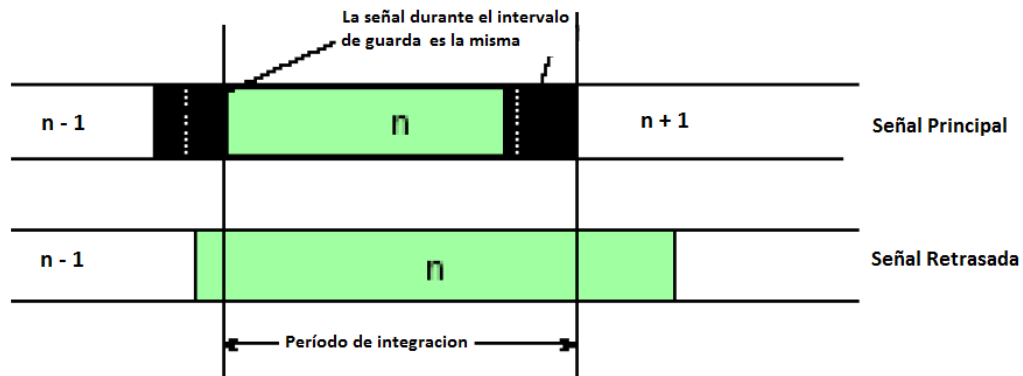 La señal durante el intervalo
de guarda es la misma
n - 1
n
n + 1
Señal Principal
n - 1
n
Señal Retrasada
Período de integracion